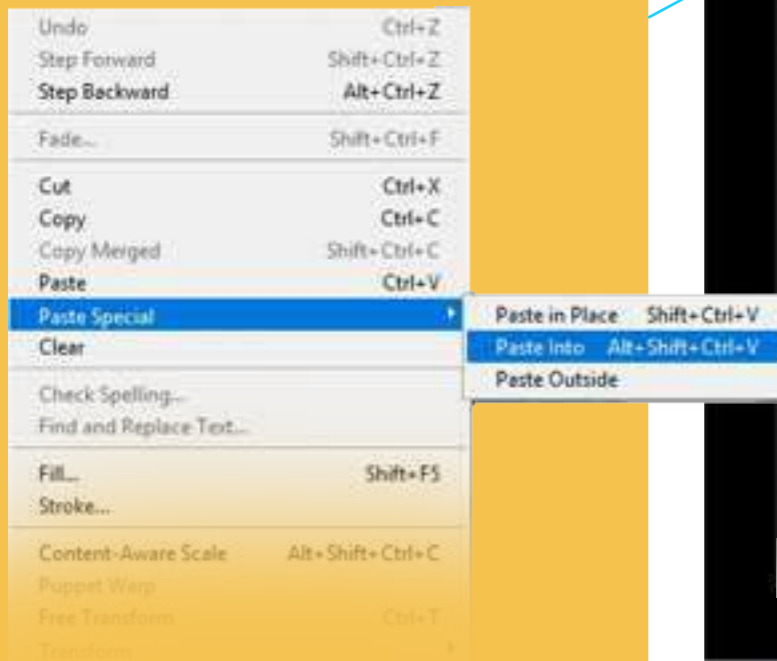 Undo Ctrl+Z
Step Forward Shift+Ctrl+Z
Step Backward Alt+Ctrl+Z
Fade... Shift+Ctrl+F
Cut Ctrl+X
Copy Ctrl+C
Copy Merged Shift+Ctrl+C
Paste Ctrl+V
Paste Special
Paste in Place Shift+Ctrl+V
Paste Into Alt+Shift+Ctrl+V
Paste Outside
Clear
Check Spelling...
Find and Replace Text...
Fill... Shift+F5
Stroke...
Content-Aware Scale Alt+Shift+Ctrl+C
Puppet Warp
Free Transform Ctrl+T
Transform